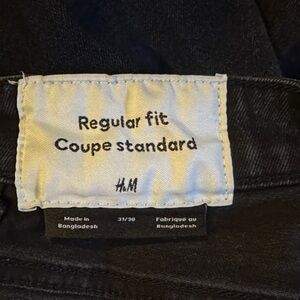 Regular fit
Coupe standard
H&M
Made in 31/30 Fabriqué au
Bangladesh Bangladesh